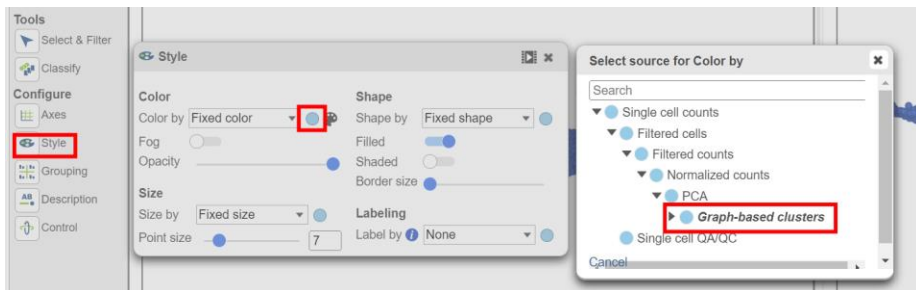 Tools
Select & Filter
Classify
Configure
Axes
Style
Grouping
Description
Control
Style
Color
Color by Fixed color
Fog
Opacity
Size
Size by Fixed size
Point size 7
Shape
Shape by Fixed shape
Filled
Shaded
Border size
Labeling
Label by None
Select source for Color by
Search
Single cell counts
Filtered cells
Filtered counts
Normalized counts
PCA
Graph-based clusters
Single cell QA/QC
Cancel